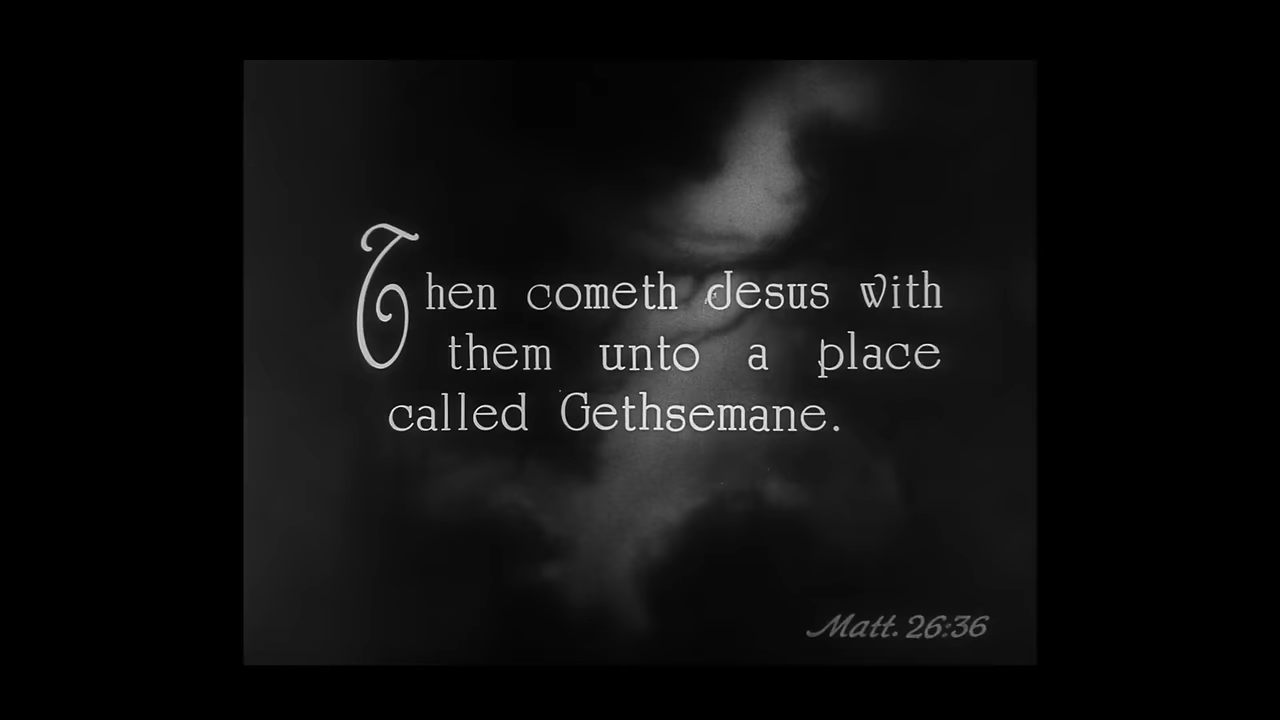 Then cometh Jesus with
them unto a place
called Gethsemane.
Matt. 26:36